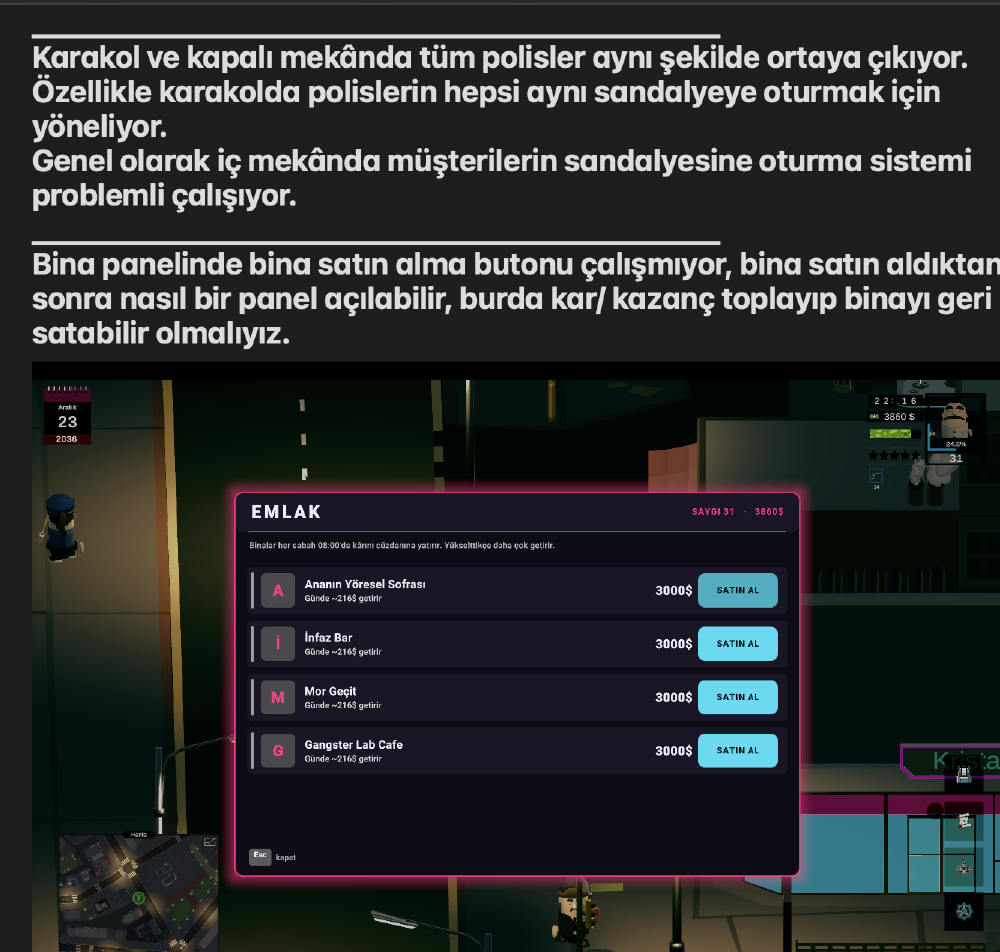 Karakol ve kapalı mekânda tüm polisler aynı şekilde ortaya çıkıyor.
Özellikle karakolda polislerin hepsi aynı sandalyeye oturmak için
yöneliyor.
Genel olarak iç mekânda müşterilerin sandalyesine oturma sistemi
problemli çalışıyor.
Bina panelinde bina satın alma butonu çalışmıyor, bina satın aldıktan
sonra nasıl bir panel açılabilir, burda kar/ kazanç toplayıp binayı geri
satabilir olmalıyız.
Aralık
23
2036
22:16
3860 $
24.0%
31
34
EMLAK
SAYGI 31 · 3860$
Binalar her sabah 08:00'de kârını cüzdanına yatırır. Yükselttikçe daha çok getirir.
A
Ananın Yöresel Sofrası
Günde ~216$ getirir
3000$
SATIN AL
İ
İnfaz Bar
Günde ~216$ getirir
3000$
SATIN AL
M
Mor Geçit
Günde ~216$ getirir
3000$
SATIN AL
G
Gangster Lab Cafe
Günde ~216$ getirir
3000$
SATIN AL
Esc kapat
Krista
Harita